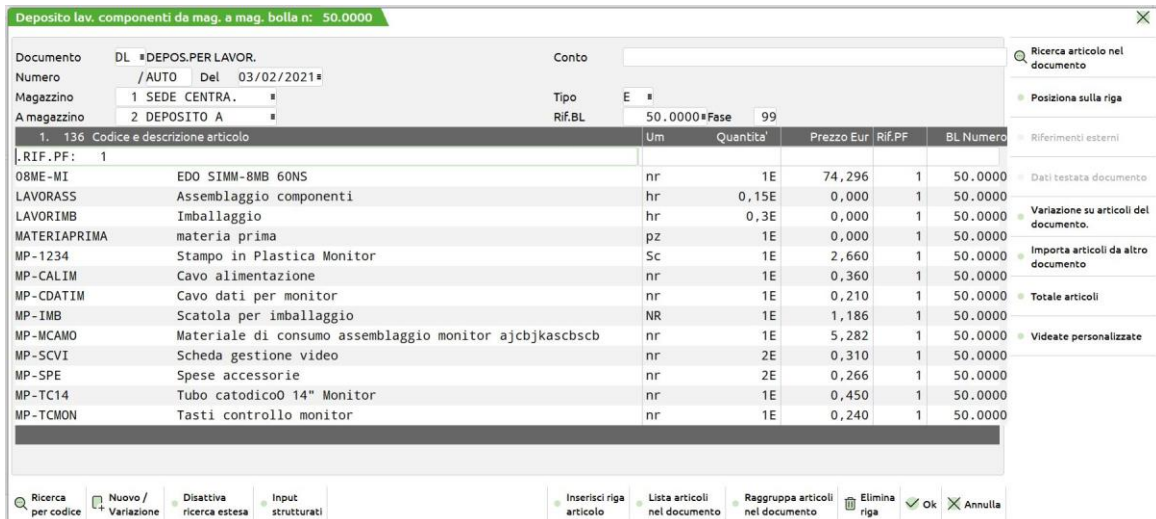 Deposito lav. componenti da mag. a mag. bolla n: 50.0000
Documento DL DEPOS.PER LAVOR. Conto
Numero /AUTO Del 03/02/2021
Magazzino 1 SEDE CENTRA. Tipo E
A magazzino 2 DEPOSITO A Rif.BL 50.0000 Fase 99
1. 136 Codice e descrizione articolo Um Quantita' Prezzo Eur Rif.PF BL Numero
.RIF.PF: 1
08ME-MI EDO SIMM-8MB 60NS nr 1E 74,296 1 50.0000
LAVORASS Assemblaggio componenti hr 0,15E 0,000 1 50.0000
LAVORIMB Imballaggio hr 0,3E 0,000 1 50.0000
MATERIAPRIMA materia prima pz 1E 0,000 1 50.0000
MP-1234 Stampo in Plastica Monitor Sc 1E 2,660 1 50.0000
MP-CALIM Cavo alimentazione nr 1E 0,360 1 50.0000
MP-CDATIM Cavo dati per monitor nr 1E 0,210 1 50.0000
MP-IMB Scatola per imballaggio NR 1E 1,186 1 50.0000
MP-MCAMO Materiale di consumo assemblaggio monitor ajcbjkascbscb nr 1E 5,282 1 50.0000
MP-SCVI Scheda gestione video nr 2E 0,310 1 50.0000
MP-SPE Spese accessorie nr 2E 0,266 1 50.0000
MP-TC14 Tubo catodicoO 14" Monitor nr 1E 0,450 1 50.0000
MP-TCMON Tasti controllo monitor nr 1E 0,240 1 50.0000
Ricerca articolo nel
documento
Posiziona sulla riga
Riferimenti esterni
Dati testata documento
Variazione su articoli del
documento.
Importa articoli da altro
documento
Totale articoli
Videate personalizzate
Ricerca
per codice
Nuovo /
Variazione
Disattiva
ricerca estesa
Input
strutturati
Inserisci riga
articolo
Lista articoli
nel documento
Raggruppa articoli
nel documento
Elimina
riga
Ok
Annulla